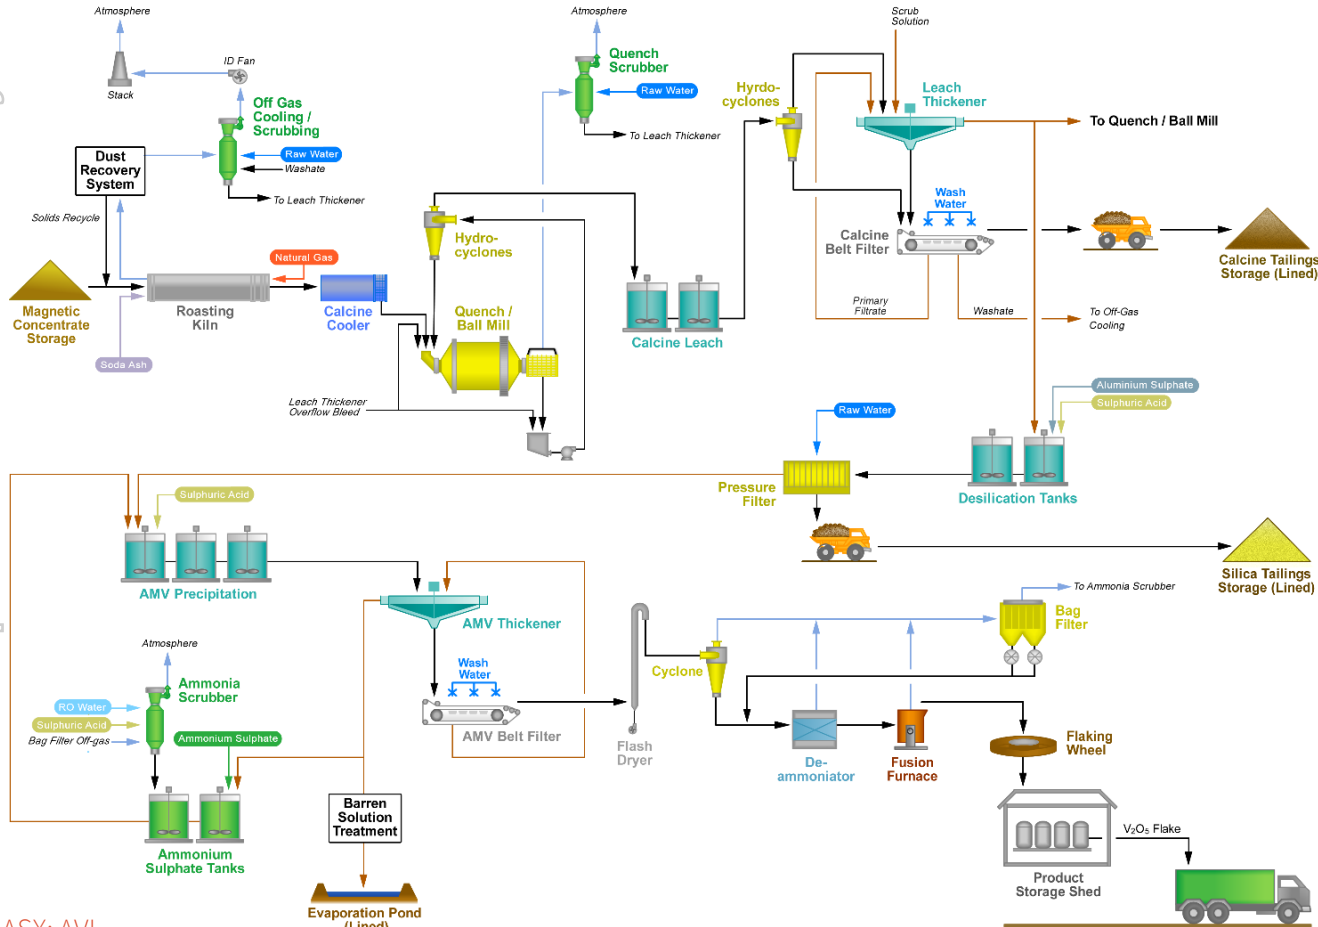 Atmosphere
ID Fan
Stack
Off Gas
Cooling /
Scrubbing
Raw Water
Washate
To Leach Thickener
Dust
Recovery
System
Solids Recycle
Magnetic
Concentrate
Storage
Soda Ash
Roasting
Kiln
Natural Gas
Calcine
Cooler
Hydro-
cyclones
Quench /
Ball Mill
Leach Thickener
Overflow Bleed
Atmosphere
Quench
Scrubber
Raw Water
To Leach Thickener
Calcine Leach
Hyrdo-
cyclones
Scrub
Solution
Leach
Thickener
To Quench / Ball Mill
Wash
Water
Calcine
Belt Filter
Primary
Filtrate
Washate
To Off-Gas
Cooling
Calcine Tailings
Storage (Lined)
Aluminium Sulphate
Sulphuric Acid
Desilication Tanks
Raw Water
Pressure
Filter
Silica Tailings
Storage (Lined)
Sulphuric Acid
AMV Precipitation
AMV Thickener
Wash
Water
AMV Belt Filter
Atmosphere
Ammonia
Scrubber
RO Water
Sulphuric Acid
Bag Filter Off-gas
Ammonium Sulphate
Ammonium
Sulphate Tanks
Barren
Solution
Treatment
Evaporation Pond
(Lined)
Flash
Dryer
Cyclone
To Ammonia Scrubber
Bag
Filter
De-
ammoniator
Fusion
Furnace
Flaking
Wheel
V₂O₅ Flake
Product
Storage Shed